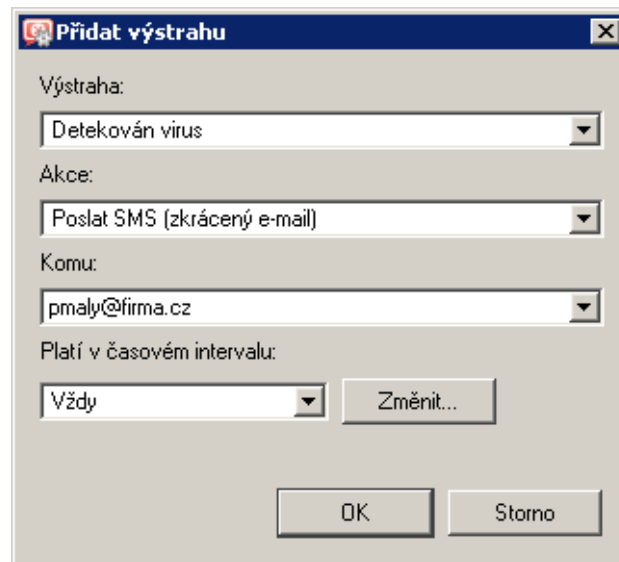 Přidat výstrahu
Výstraha:
Detekován virus
Akce:
Poslat SMS (zkrácený e-mail)
Komu:
pmaly@firma.cz
Platí v časovém intervalu:
Vždy Změnit...
OK Storno